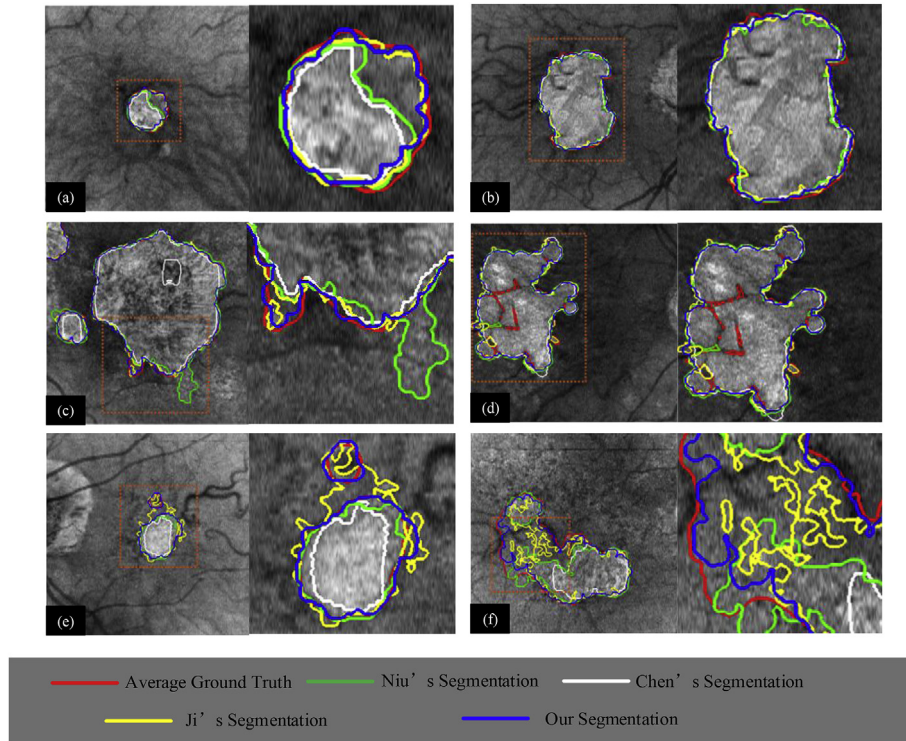 (a)
(b)
(c)
(d)
(e)
(f)
Average Ground Truth Niu’s Segmentation Chen’s Segmentation
Ji’s Segmentation Our Segmentation